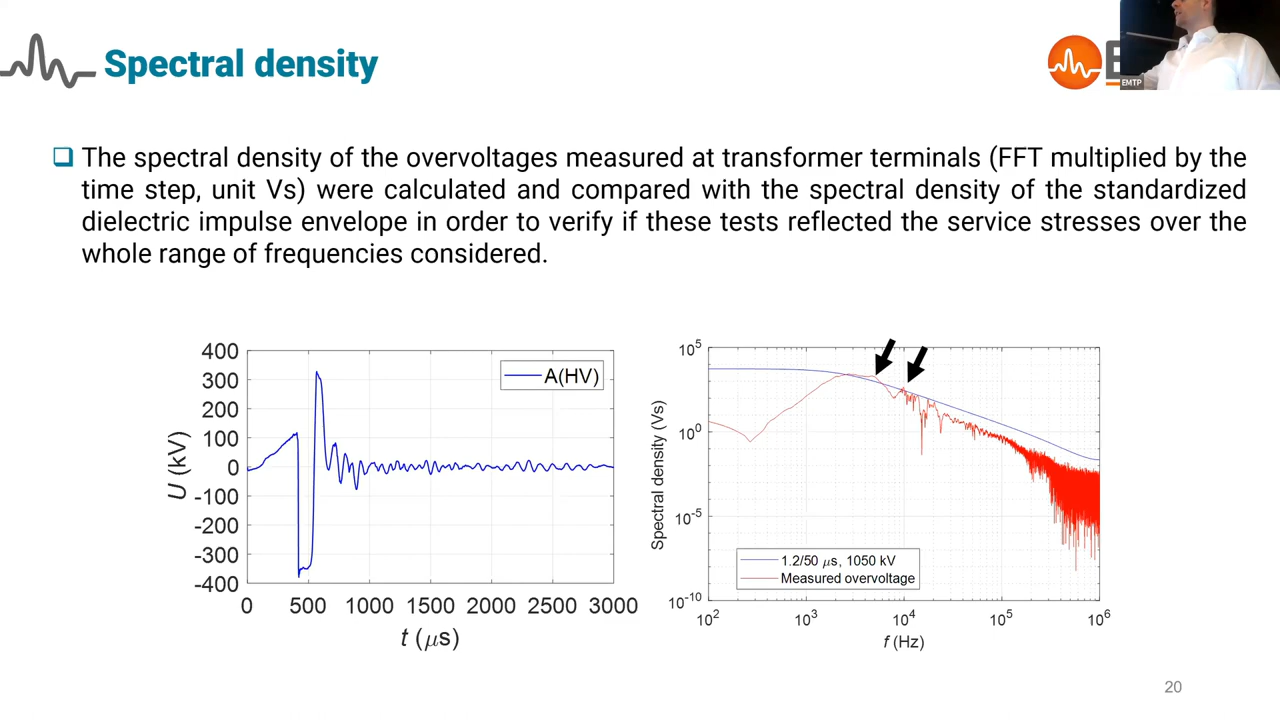 Spectral density
E
EMTP
The spectral density of the overvoltages measured at transformer terminals (FFT multiplied by the
time step, unit Vs) were calculated and compared with the spectral density of the standardized
dielectric impulse envelope in order to verify if these tests reflected the service stresses over the
whole range of frequencies considered.
400
300
200
100
0
-100
-200
-300
-400
U (kV)
A(HV)
0 500 1000 1500 2000 2500 3000
t (μs)
10^5
10^0
10^-5
10^-10
Spectral density (Vs)
1.2/50 μs, 1050 kV
Measured overvoltage
10^2 10^3 10^4 10^5 10^6
f (Hz)
20